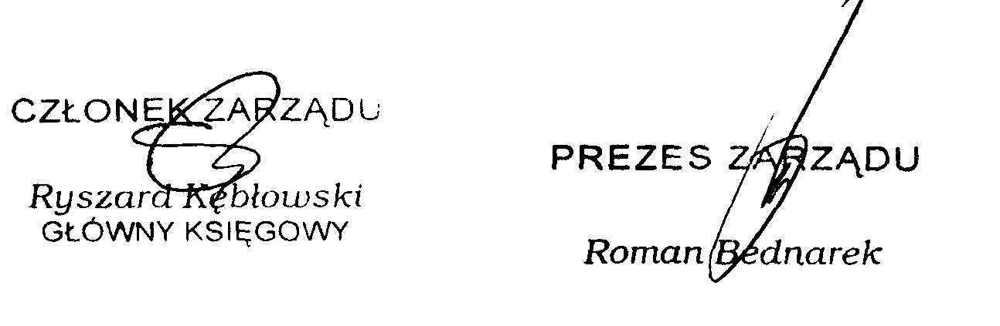 CZŁONEK ZARZĄDU
Ryszard Kębłowski
GŁÓWNY KSIĘGOWY
PREZES ZARZĄDU
Roman Bednarek